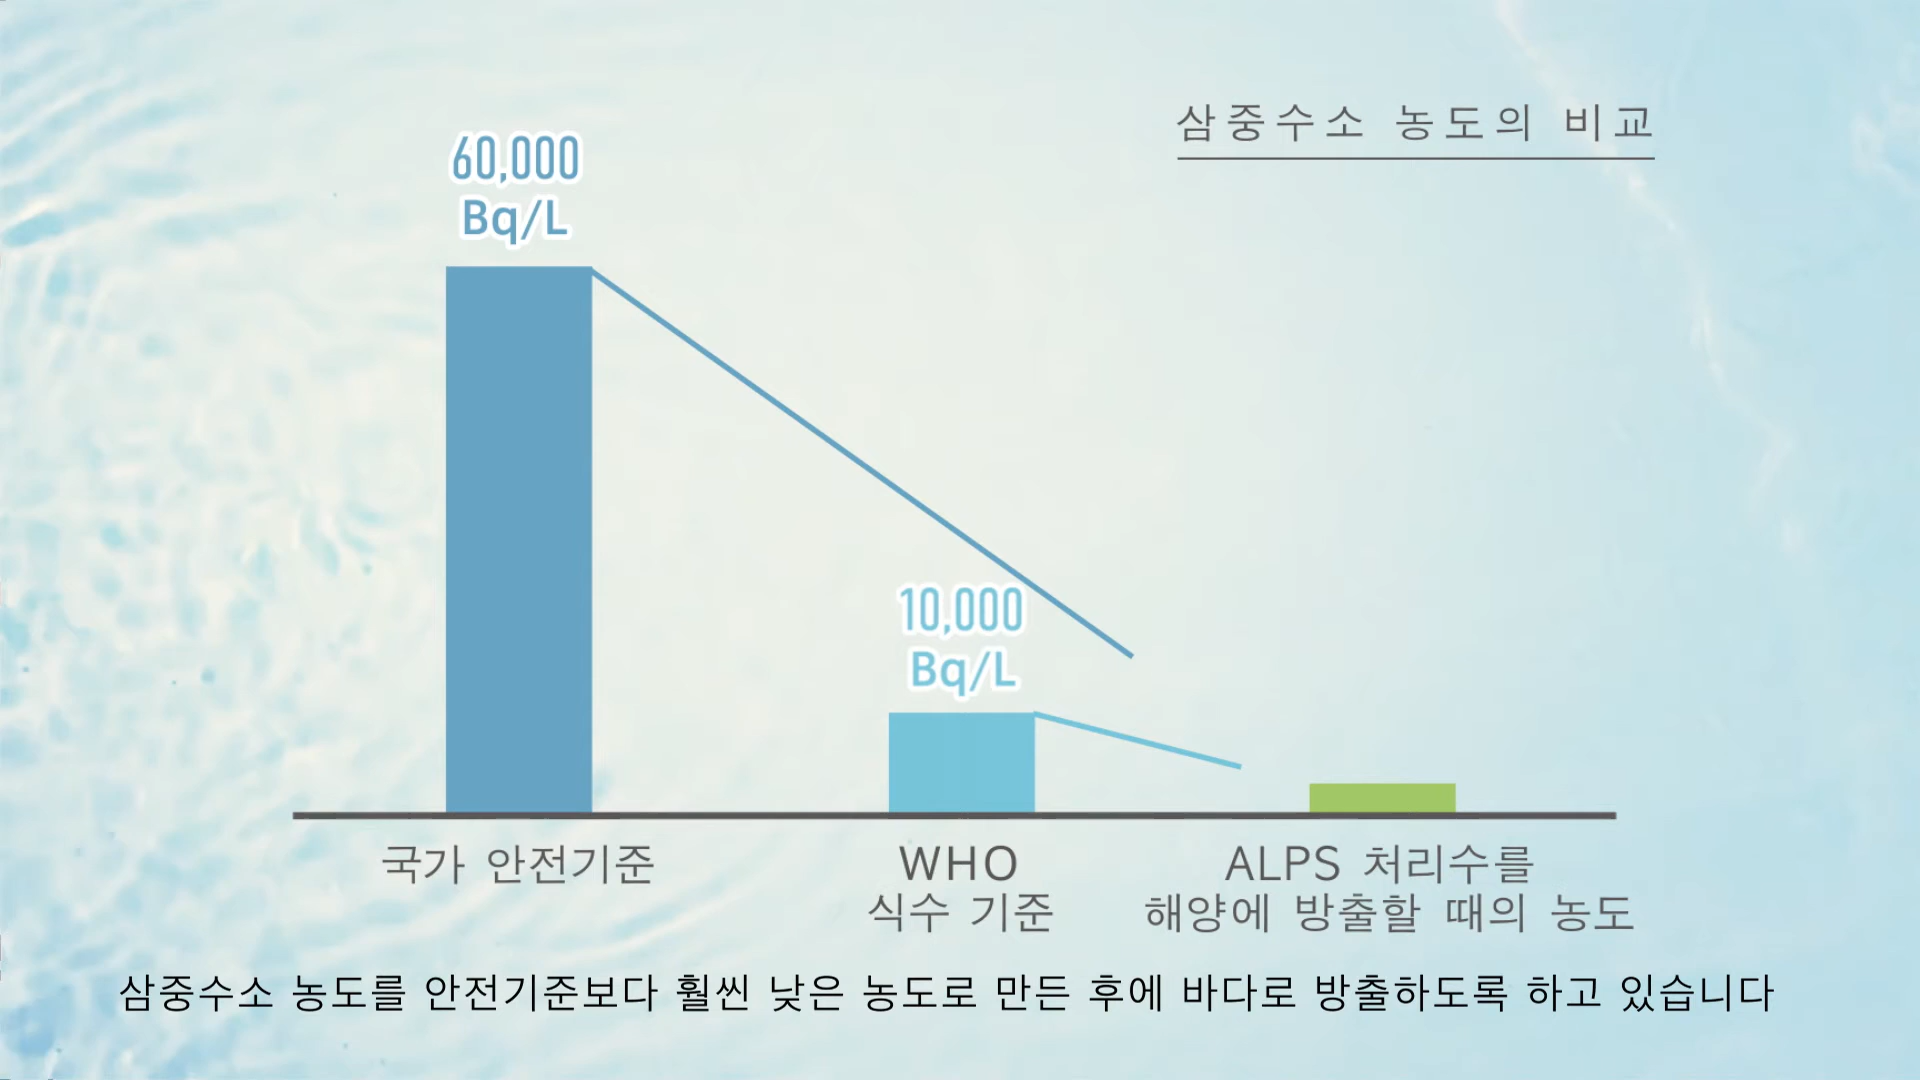 삼중수소 농도의 비교
60,000
Bq/L
10,000
Bq/L
국가 안전기준
WHO
식수 기준
ALPS 처리수를
해양에 방출할 때의 농도
삼중수소 농도를 안전기준보다 훨씬 낮은 농도로 만든 후에 바다로 방출하도록 하고 있습니다